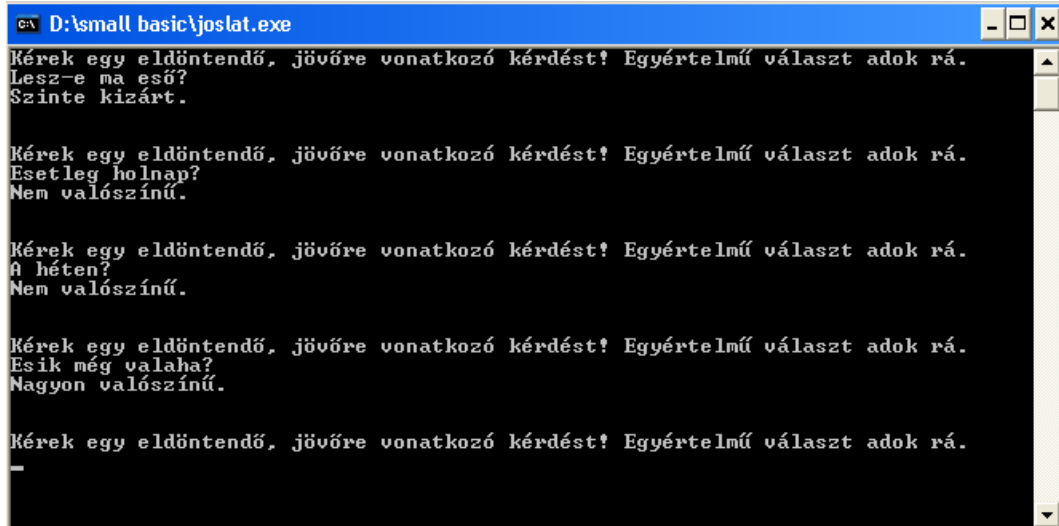 D:\small basic\joslat.exe
Kérek egy eldöntendő, jövőre vonatkozó kérdést! Egyértelmű választ adok rá.
Lesz-e ma eső?
Szinte kizárt.
Kérek egy eldöntendő, jövőre vonatkozó kérdést! Egyértelmű választ adok rá.
Esetleg holnap?
Nem valószínű.
Kérek egy eldöntendő, jövőre vonatkozó kérdést! Egyértelmű választ adok rá.
A héten?
Nem valószínű.
Kérek egy eldöntendő, jövőre vonatkozó kérdést! Egyértelmű választ adok rá.
Esik még valaha?
Nagyon valószínű.
Kérek egy eldöntendő, jövőre vonatkozó kérdést! Egyértelmű választ adok rá.